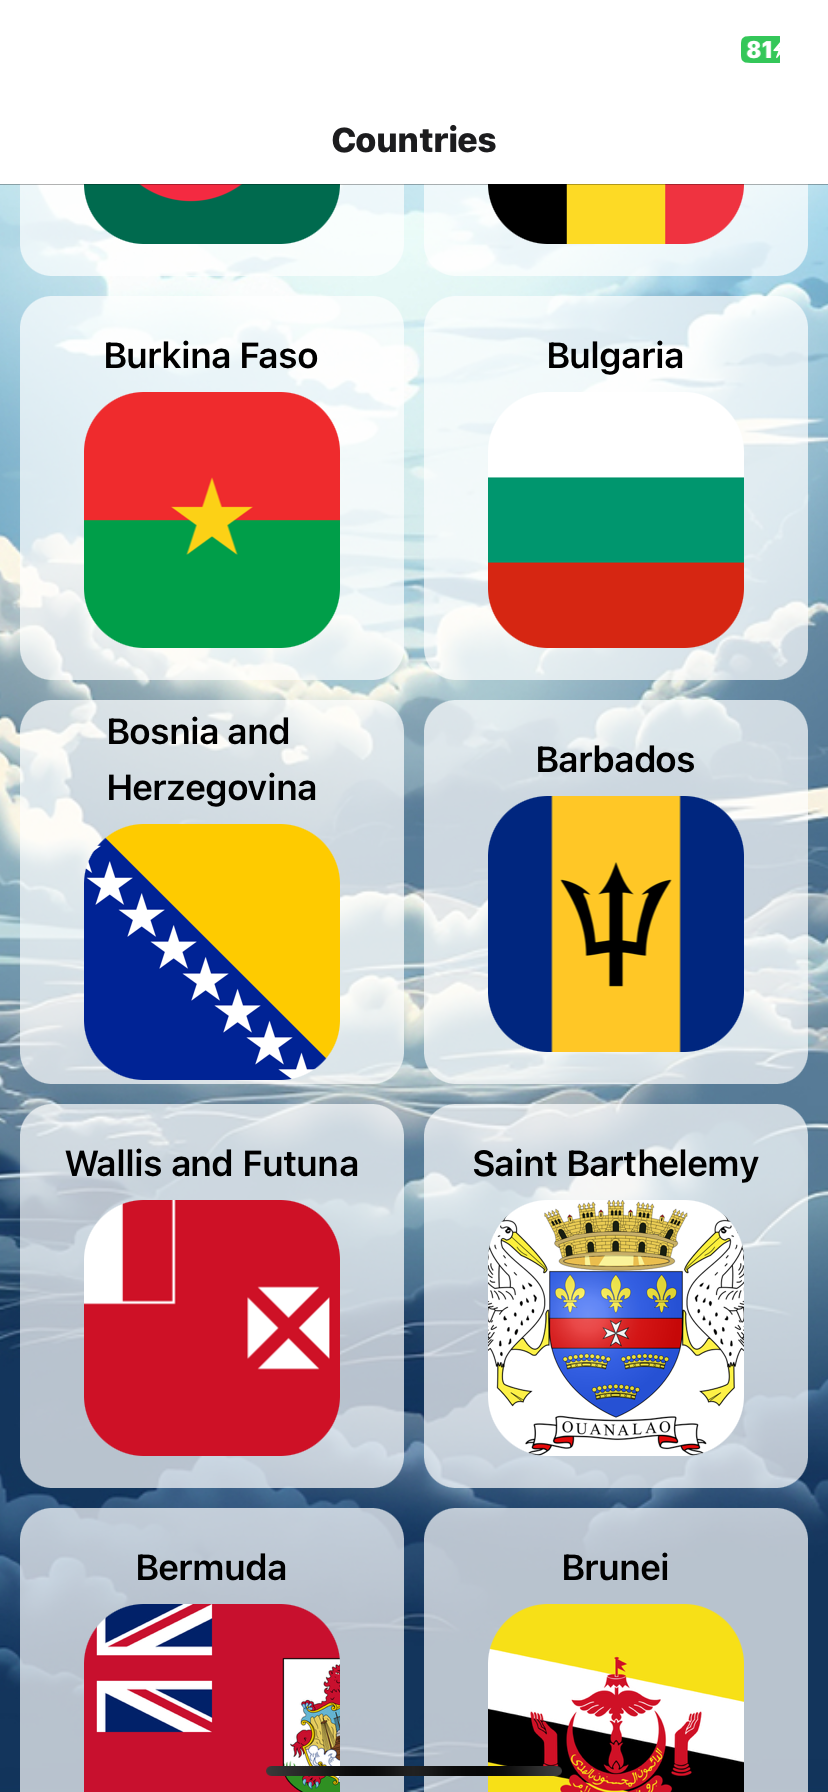 81
Countries
Burkina Faso
Bulgaria
Bosnia and
Herzegovina
Barbados
Wallis and Futuna
Saint Barthelemy
OUANALAO
Bermuda
Brunei